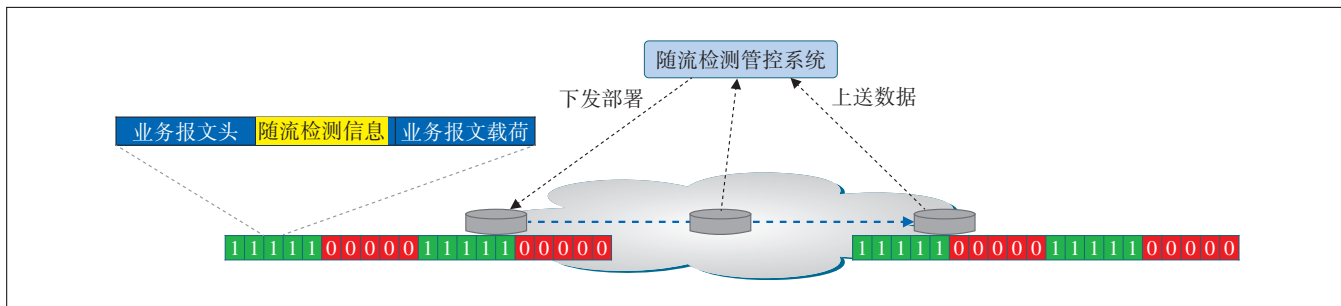 随流检测管控系统
下发部署
上送数据
业务报文头 随流检测信息 业务报文载荷
1 1 1 1 1 0 0 0 0 0 1 1 1 1 1 0 0 0 0 0
1 1 1 1 1 0 0 0 0 0 1 1 1 1 1 0 0 0 0 0